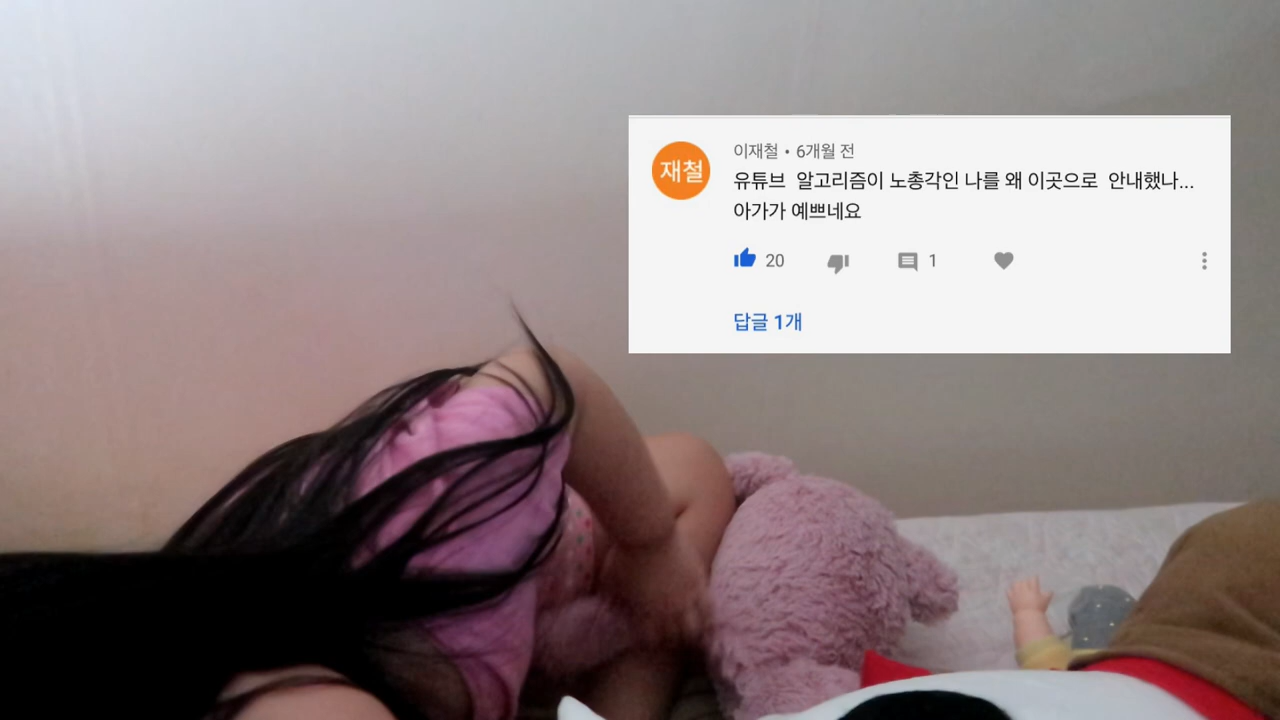 재철
이재철 • 6개월 전
유튜브 알고리즘이 노총각인 나를 왜 이곳으로 안내했나...
아가가 예쁘네요
20
1
답글 1개